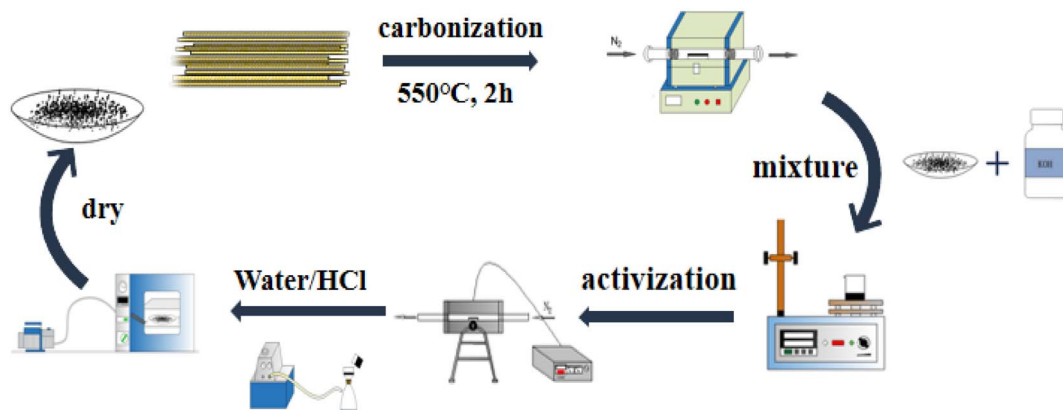 carbonization
550°C, 2h
N₂
mixture
KOH
dry
Water/HCl
activization
N₂